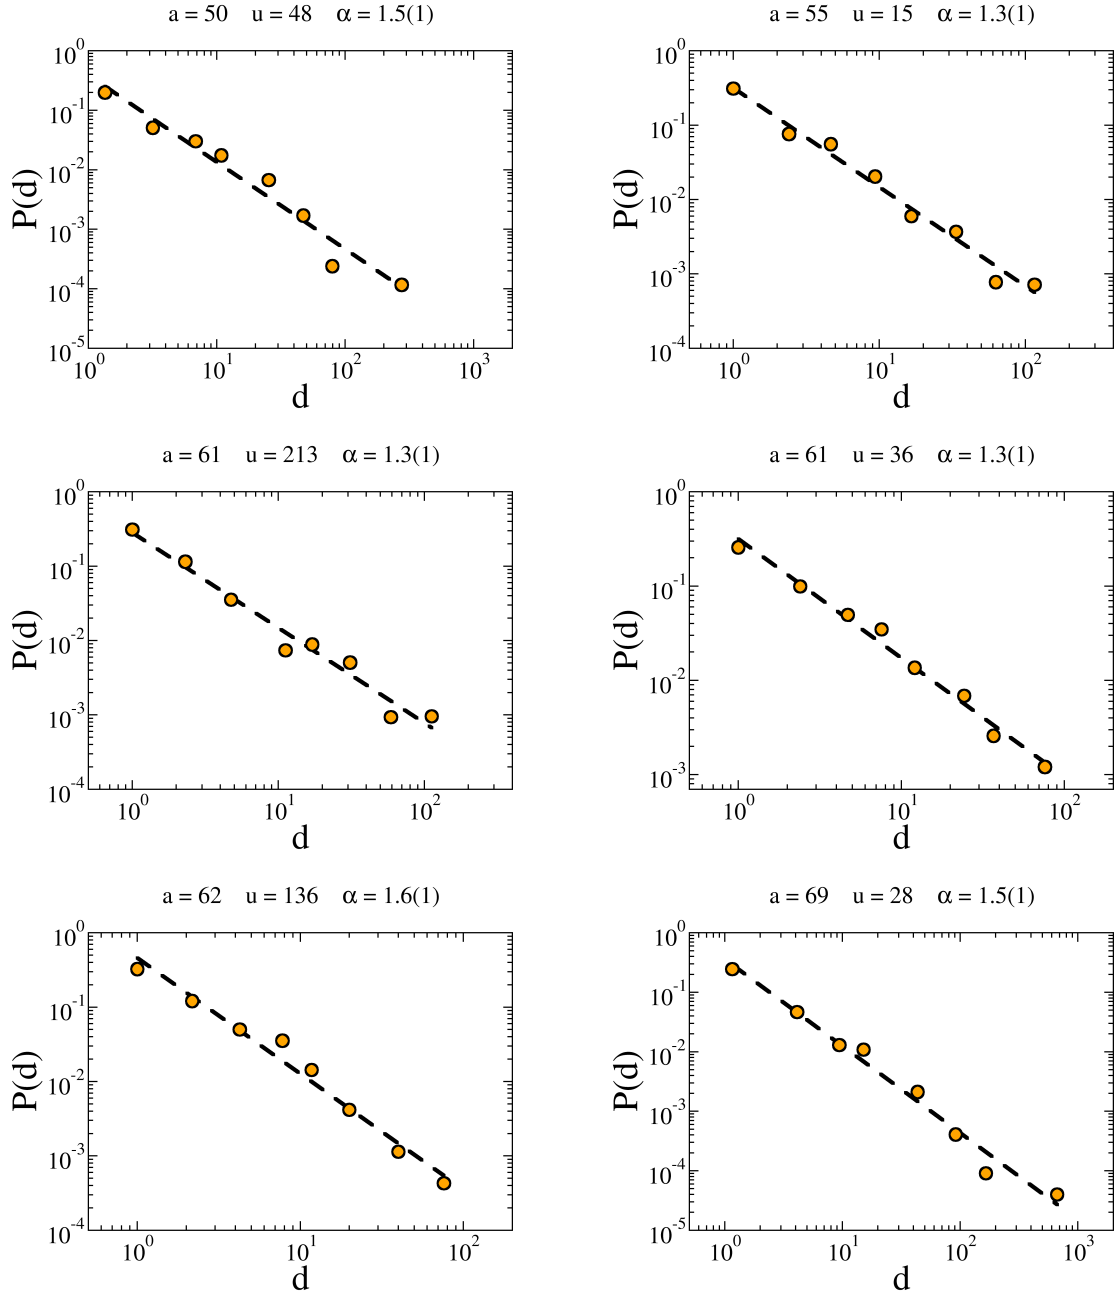 a = 50 u = 48 α = 1.5(1)
10^0
10^-1
10^-2
10^-3
10^-4
10^-5
P(d)
10^0 10^1 10^2 10^3
d
a = 55 u = 15 α = 1.3(1)
10^0
10^-1
10^-2
10^-3
10^-4
P(d)
10^0 10^1 10^2
d
a = 61 u = 213 α = 1.3(1)
10^0
10^-1
10^-2
10^-3
10^-4
P(d)
10^0 10^1 10^2
d
a = 61 u = 36 α = 1.3(1)
10^0
10^-1
10^-2
10^-3
P(d)
10^0 10^1 10^2
d
a = 62 u = 136 α = 1.6(1)
10^0
10^-1
10^-2
10^-3
10^-4
P(d)
10^0 10^1 10^2
d
a = 69 u = 28 α = 1.5(1)
10^0
10^-1
10^-2
10^-3
10^-4
10^-5
P(d)
10^0 10^1 10^2 10^3
d